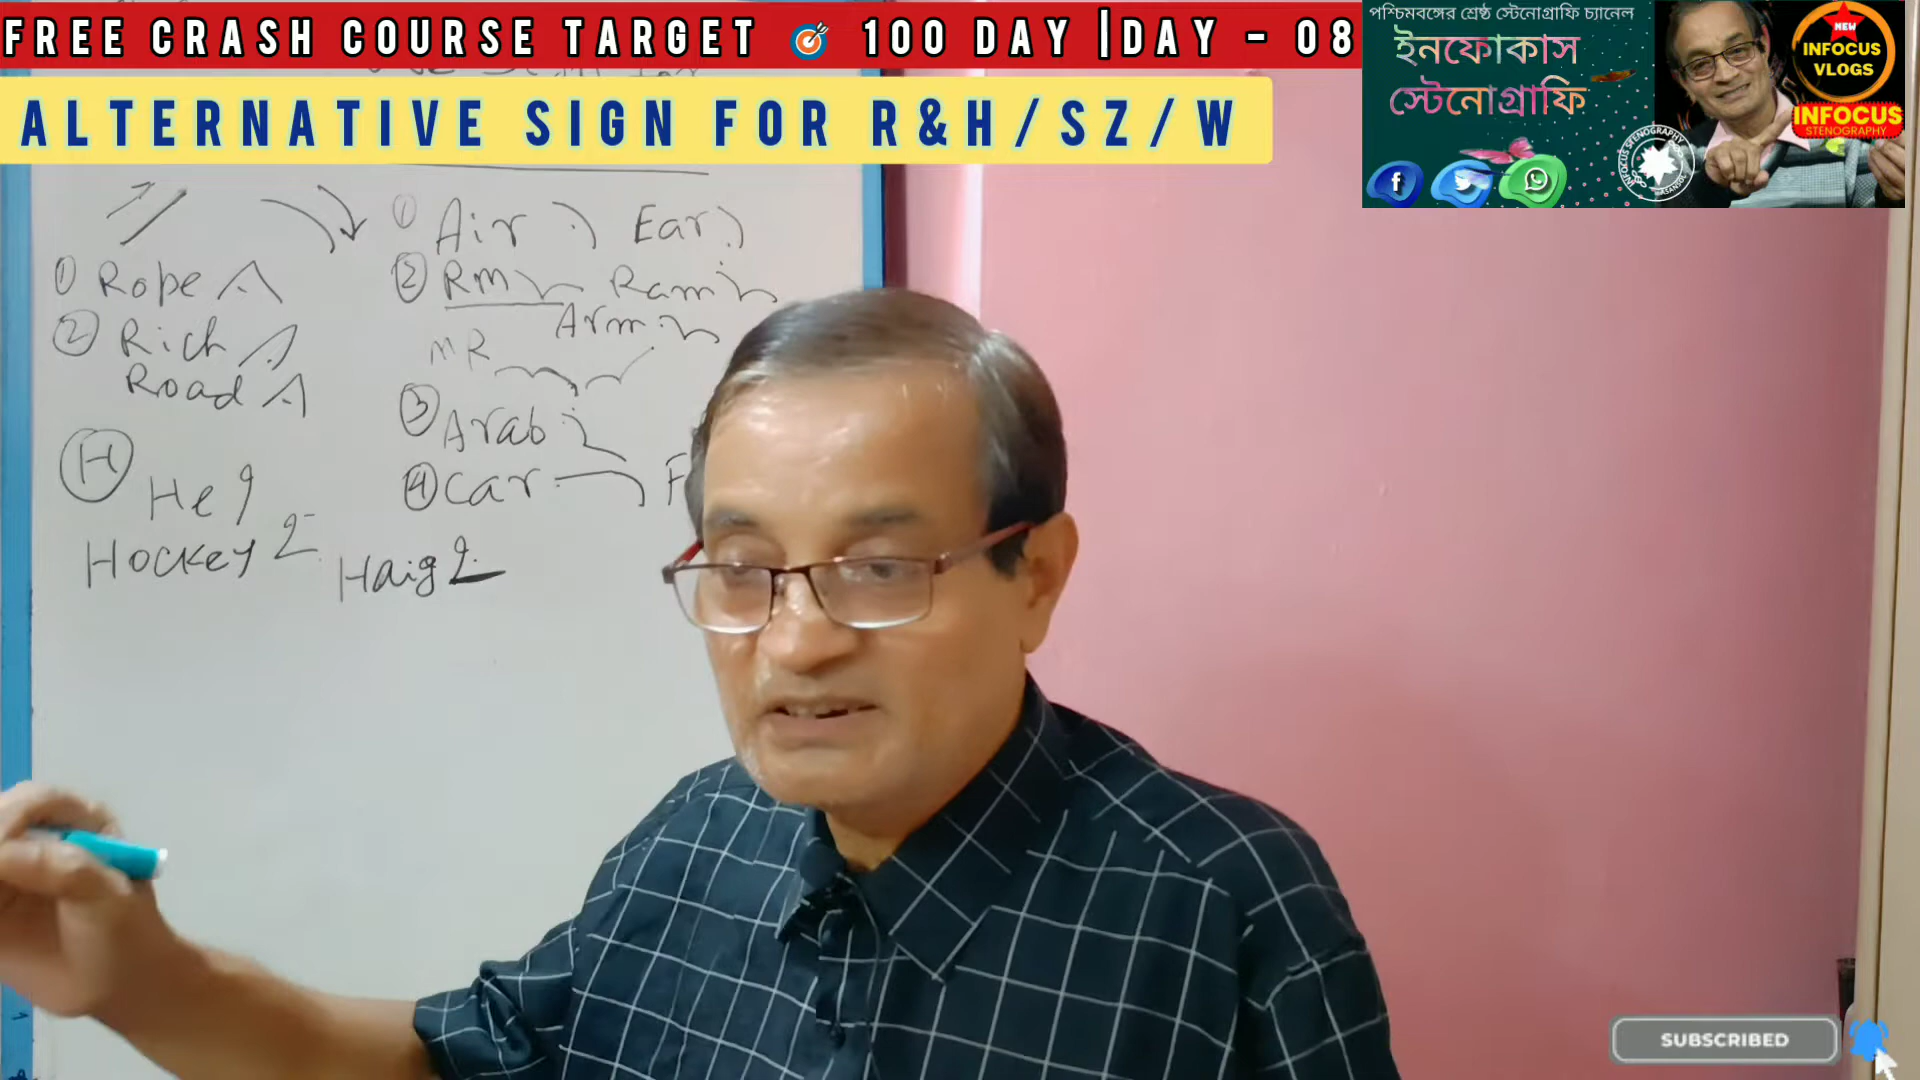 FREE CRASH COURSE TARGET 🎯 100 DAY |DAY - 08
ALTERNATIVE SIGN FOR R&H/SZ/W
পশ্চিমবঙ্গের শ্রেষ্ঠ স্টেনোগ্রাফি চ্যানেল
ইনফোকাস
স্টেনোগ্রাফি
NEW
INFOCUS
VLOGS
INFOCUS
STENOGRAPHY
① Rope
② Rich
Road
H
He
Hockey
Haig
① Air Ear
② RM Ram
Arm
MR
③ Arab
④ Car F
SUBSCRIBED